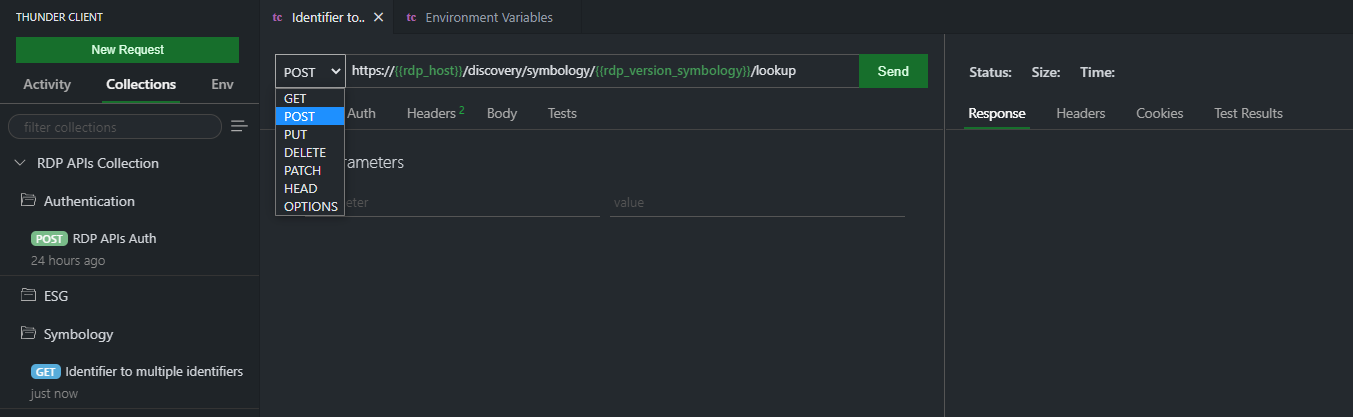 THUNDER CLIENT
New Request
Activity Collections Env
filter collections
RDP APIs Collection
Authentication
POST RDP APIs Auth
24 hours ago
ESG
Symbology
GET Identifier to multiple identifiers
just now
tc Identifier to..
tc Environment Variables
POST https://{{rdp_host}}/discovery/symbology/{{rdp_version_symbology}}/lookup Send
GET
POST
PUT
DELETE
PATCH
HEAD
OPTIONS
Auth Headers 2 Body Tests
rameters
eter value
Status: Size: Time:
Response Headers Cookies Test Results